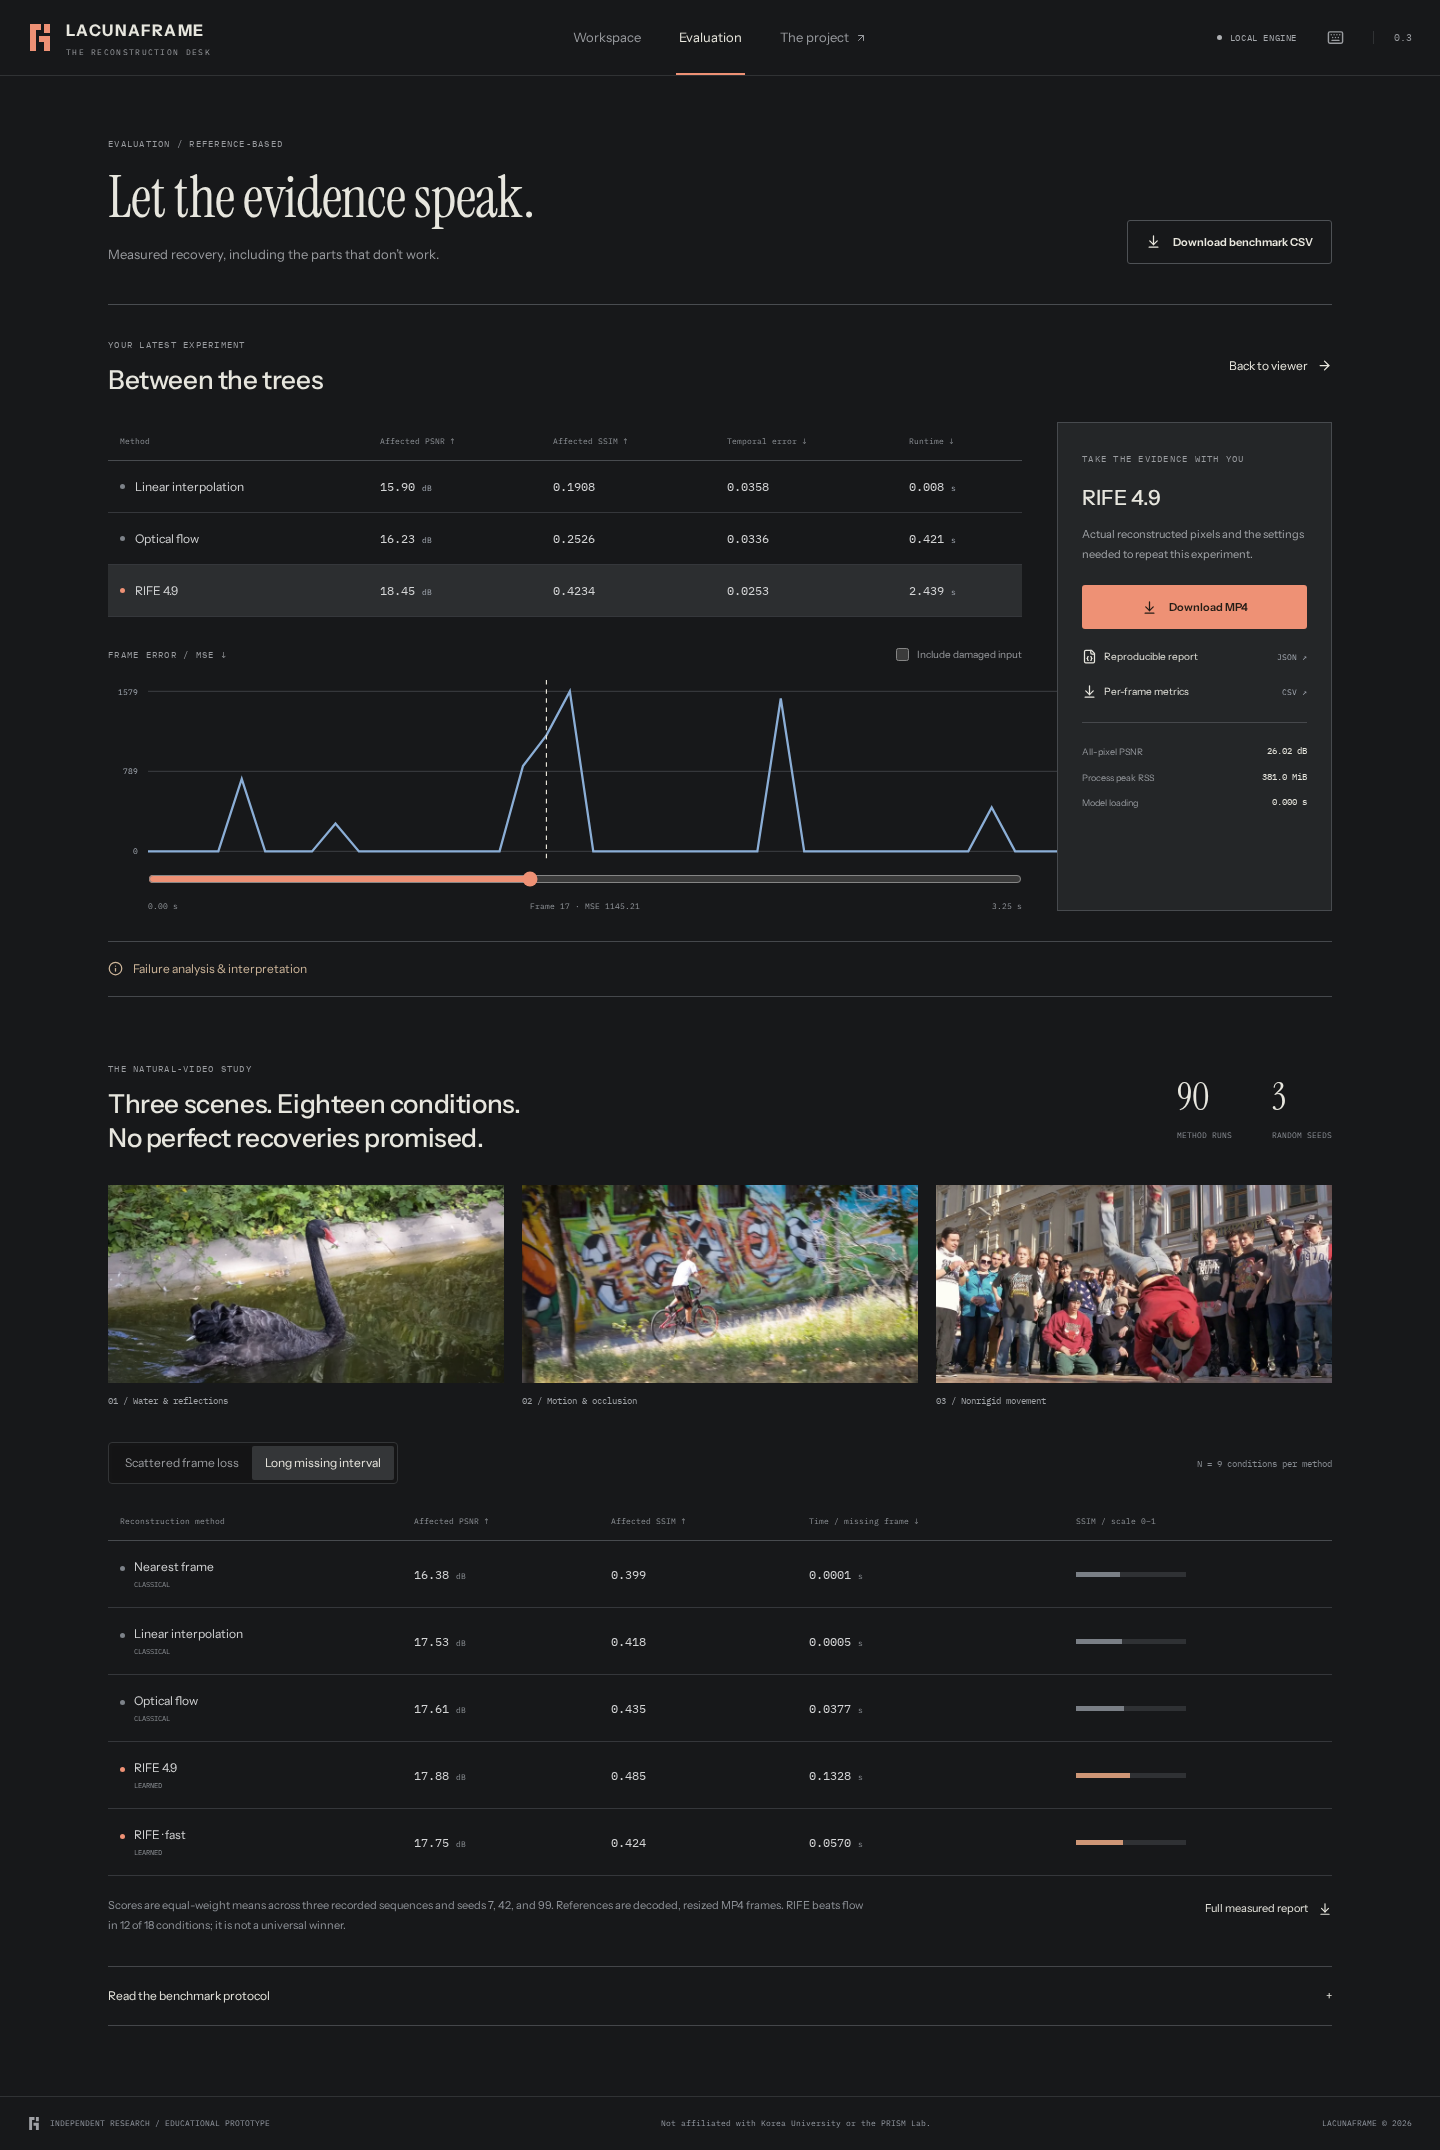 LACUNAFRAME
THE RECONSTRUCTION DESK
Workspace
Evaluation
The project ↗
LOCAL ENGINE
0.3
EVALUATION / REFERENCE-BASED
Let the evidence speak.
Measured recovery, including the parts that don't work.
Download benchmark CSV
YOUR LATEST EXPERIMENT
Between the trees
Back to viewer →
Method Affected PSNR ↑ Affected SSIM ↑ Temporal error ↓ Runtime ↓
Linear interpolation 15.90 dB 0.1908 0.0358 0.008 s
Optical flow 16.23 dB 0.2526 0.0336 0.421 s
RIFE 4.9 18.45 dB 0.4234 0.0253 2.439 s
FRAME ERROR / MSE ↓
Include damaged input
1579
789
0
0.00 s Frame 17 · MSE 1145.21 3.25 s
TAKE THE EVIDENCE WITH YOU
RIFE 4.9
Actual reconstructed pixels and the settings
needed to repeat this experiment.
Download MP4
Reproducible report JSON ↗
Per-frame metrics CSV ↗
All-pixel PSNR 26.02 dB
Process peak RSS 381.0 MiB
Model loading 0.000 s
Failure analysis & interpretation
THE NATURAL-VIDEO STUDY
Three scenes. Eighteen conditions.
No perfect recoveries promised.
90
METHOD RUNS
3
RANDOM SEEDS
01 / Water & reflections
02 / Motion & occlusion
03 / Nonrigid movement
Scattered frame loss
Long missing interval
N = 9 conditions per method
Reconstruction method Affected PSNR ↑ Affected SSIM ↑ Time / missing frame ↓ SSIM / scale 0–1
Nearest frame 16.38 dB 0.399 0.0001 s
CLASSICAL
Linear interpolation 17.53 dB 0.418 0.0005 s
CLASSICAL
Optical flow 17.61 dB 0.435 0.0377 s
CLASSICAL
RIFE 4.9 17.88 dB 0.485 0.1328 s
LEARNED
RIFE · fast 17.75 dB 0.424 0.0570 s
LEARNED
Scores are equal-weight means across three recorded sequences and seeds 7, 42, and 99. References are decoded, resized MP4 frames. RIFE beats flow
in 12 of 18 conditions; it is not a universal winner.
Full measured report
Read the benchmark protocol +
INDEPENDENT RESEARCH / EDUCATIONAL PROTOTYPE
Not affiliated with Korea University or the PRISM Lab.
LACUNAFRAME © 2026